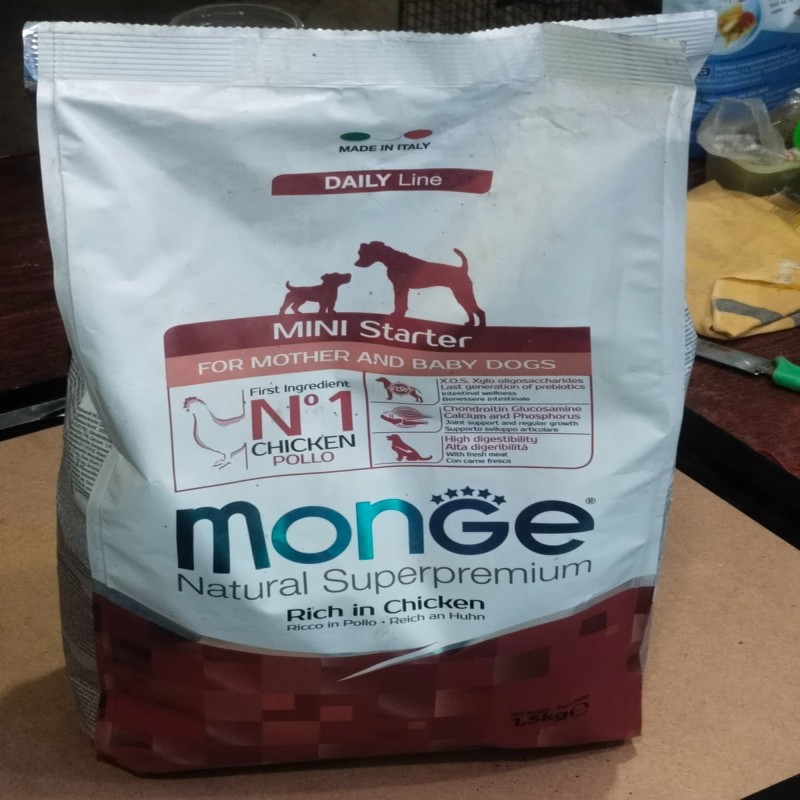 MADE IN ITALY
DAILY Line
MINI Starter
FOR MOTHER AND BABY DOGS
First Ingredient
Nº1
CHICKEN
POLLO
X.O.S. Xylo oligosaccharides
Last generation of prebiotics
Intestinal wellness
Benessere intestinale
Chondroitin Glucosamine
Calcium and Phosphorus
Joint support and regular growth
Supporto sviluppo articolare
High digestibility
Alta digeribilità
With fresh meat
Con carne fresca
monGe®
Natural Superpremium
Rich in Chicken
Ricco in Pollo • Reich an Huhn
1,5kg e